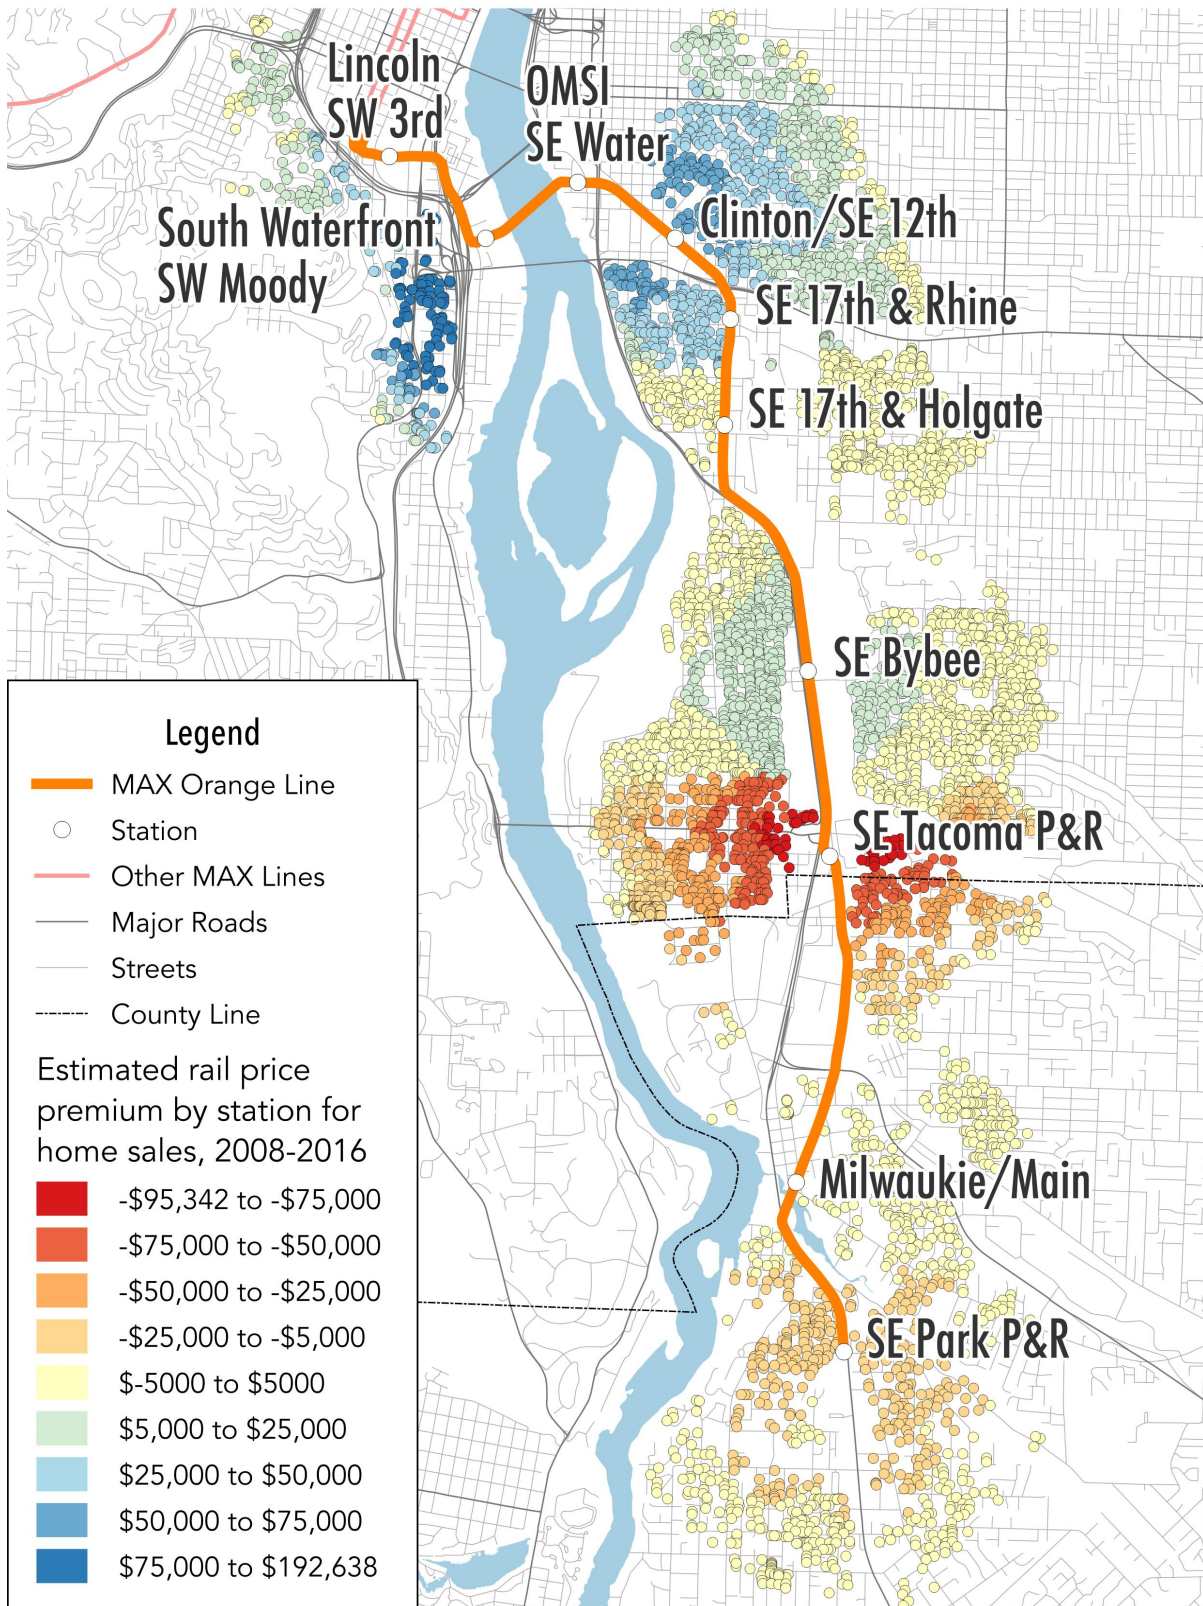 Lincoln
SW 3rd
OMSI
SE Water
South Waterfront
SW Moody
Clinton/SE 12th
SE 17th & Rhine
SE 17th & Holgate
SE Bybee
SE Tacoma P&R
Milwaukie/Main
SE Park P&R
Legend
MAX Orange Line
Station
Other MAX Lines
Major Roads
Streets
County Line
Estimated rail price
premium by station for
home sales, 2008-2016
-$95,342 to -$75,000
-$75,000 to -$50,000
-$50,000 to -$25,000
-$25,000 to -$5,000
$-5000 to $5000
$5,000 to $25,000
$25,000 to $50,000
$50,000 to $75,000
$75,000 to $192,638